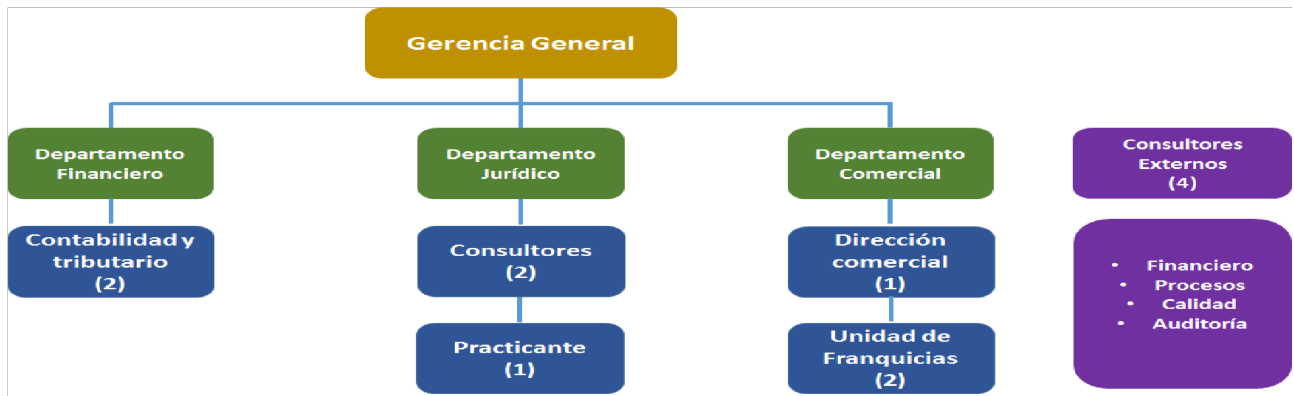 Gerencia General
Departamento
Financiero
Departamento
Jurídico
Departamento
Comercial
Consultores
Externos
(4)
Contabilidad y
tributario
(2)
Consultores
(2)
Dirección
comercial
(1)
• Financiero
• Procesos
• Calidad
• Auditoría
Practicante
(1)
Unidad de
Franquicias
(2)